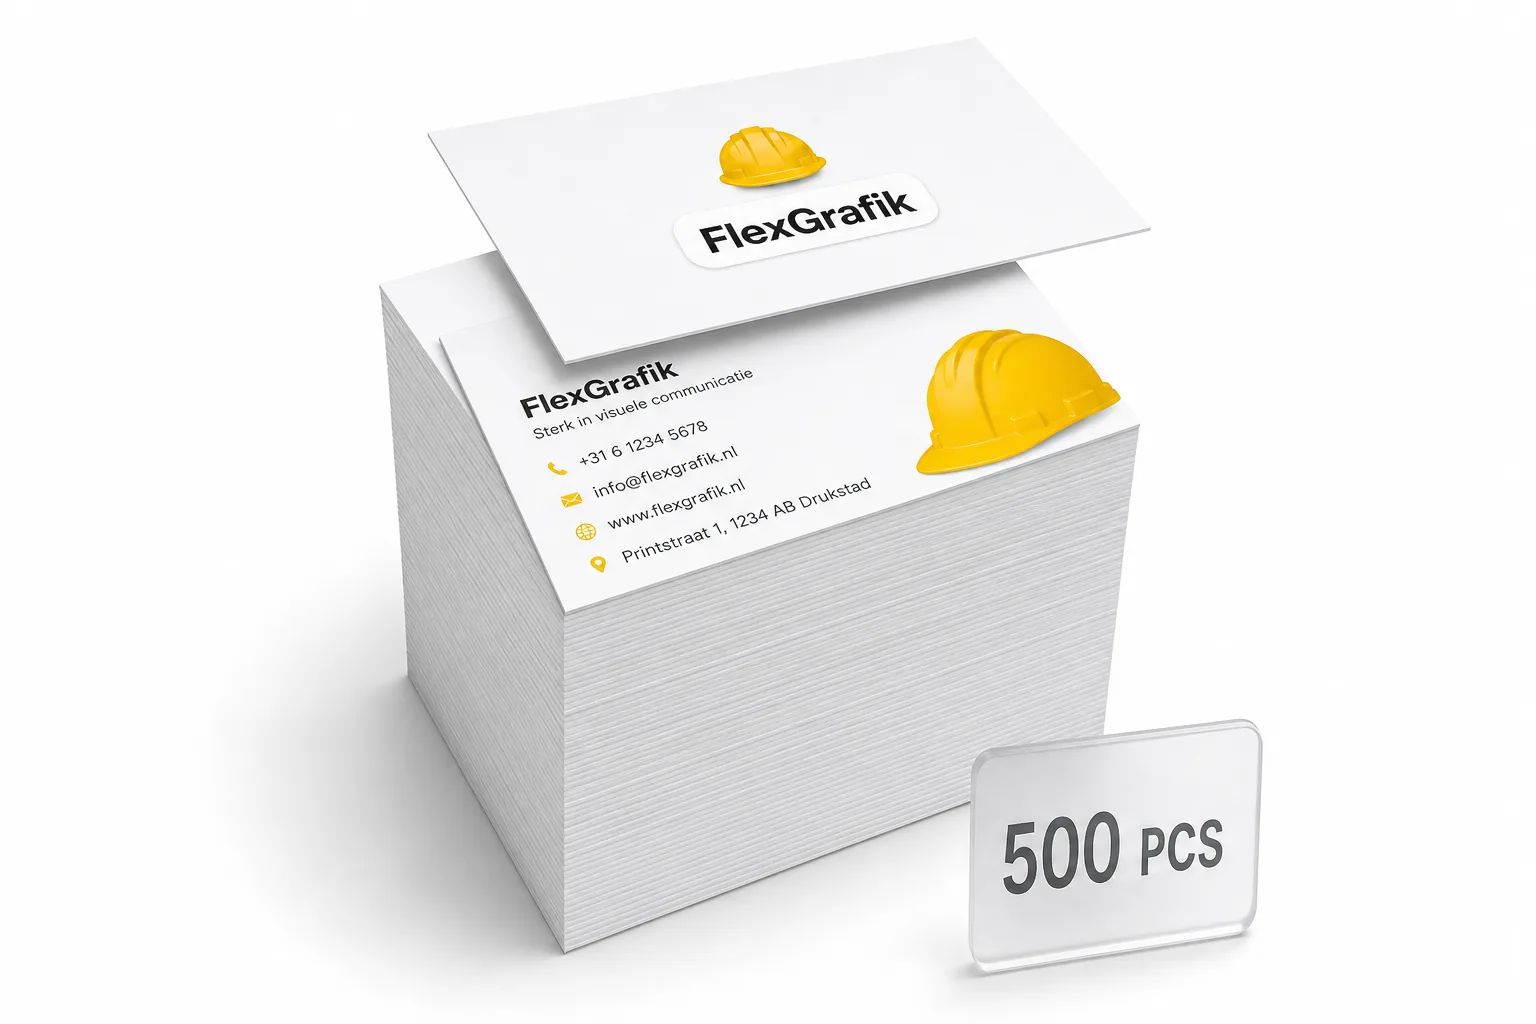 FlexGrafik
FlexGrafik
Sterk in visuele communicatie
+31 6 1234 5678
info@flexgrafik.nl
www.flexgrafik.nl
Printstraat 1, 1234 AB Drukstad
500 PCS